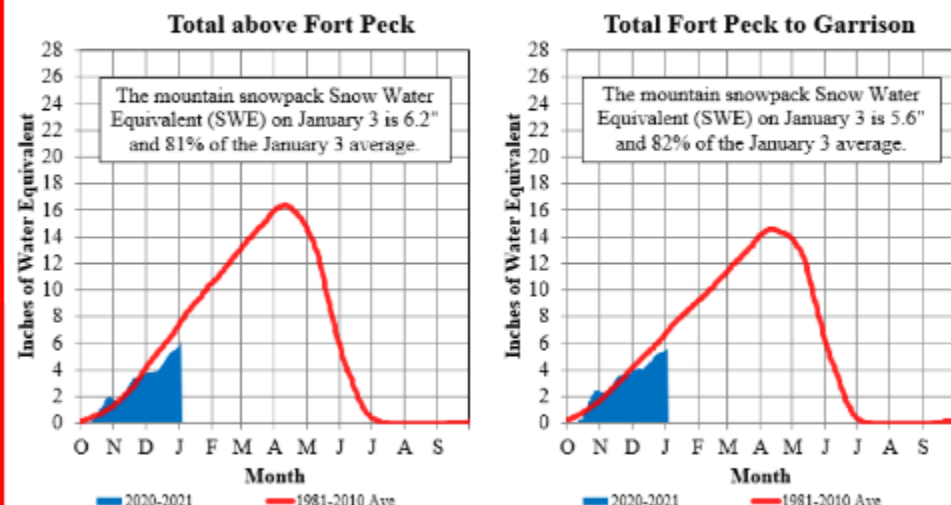 Total above Fort Peck
28
26
24
22
20
18
16
14
12
10
8
6
4
2
0
Inches of Water Equivalent
The mountain snowpack Snow Water
Equivalent (SWE) on January 3 is 6.2"
and 81% of the January 3 average.
O N D J F M A M J J A S
Month
2020-2021 1981-2010 Ave
Total Fort Peck to Garrison
28
26
24
22
20
18
16
14
12
10
8
6
4
2
0
Inches of Water Equivalent
The mountain snowpack Snow Water
Equivalent (SWE) on January 3 is 5.6"
and 82% of the January 3 average.
O N D J F M A M J J A S
Month
2020-2021 1981-2010 Ave